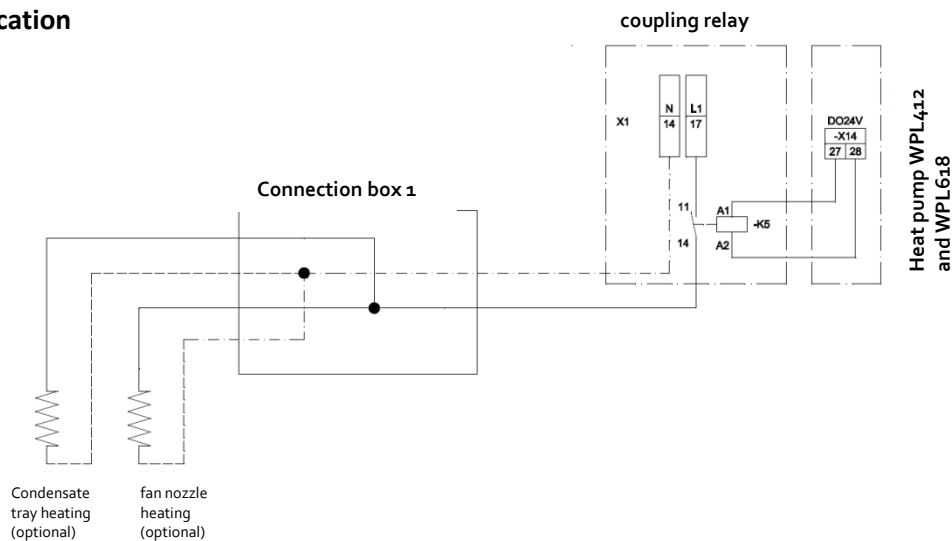 cation
coupling relay
X1
N
14
L1
17
DO24V
-X14
27 28
11
14
A1
A2
-K5
Heat pump WPL412
and WPL618
Connection box 1
Condensate
tray heating
(optional)
fan nozzle
heating
(optional)